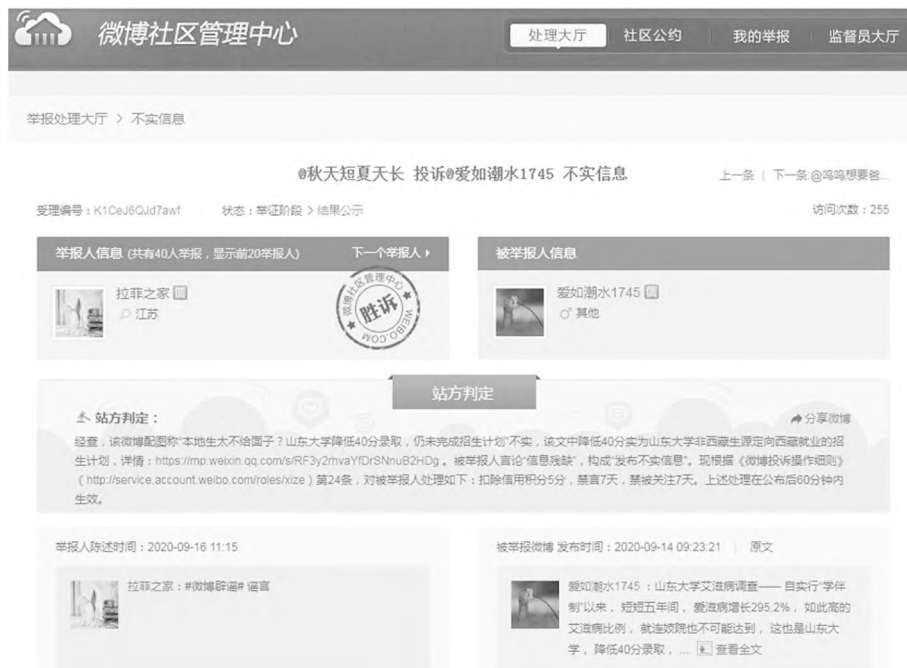 微博社区管理中心
处理大厅 社区公约 我的举报 监督员大厅
举报处理大厅 > 不实信息
@秋天短夏天长 投诉@爱如潮水1745 不实信息
上一条 | 下一条:@呜呜想要爸...
受理编号：K1CeJ6QJd7awf 状态：举证阶段 > 结果公示
访问次数：255
举报人信息 (共有40人举报，显示前20举报人) 下一个举报人
拉菲之家
江苏
微博社区管理中心
胜诉
WEIBO.COM
被举报人信息
爱如潮水1745
其他
站方判定
站方判定：
分享微博
经查，该微博配图称“本地生太不给面子？山东大学降低40分录取，仍未完成招生计划”不实，该文中降低40分实为山东大学非西藏生源定向西藏就业的招
生计划，详情：https://mp.weixin.qq.com/s/RF3y2rhvaYfDrSNnuB2HDg 。被举报人言论“信息残缺”，构成“发布不实信息”。现根据《微博投诉操作细则》
（http://service.account.weibo.com/roles/xize）第24条，对被举报人处理如下：扣除信用积分5分，禁言7天，禁被关注7天。上述处理在公布后60分钟内
生效。
举报人陈述时间：2020-09-16 11:15
拉菲之家：#微博辟谣# 谣言
被举报微博 发布时间：2020-09-14 09:23:21 | 原文
爱如潮水1745 ：山东大学艾滋病调查—— 自实行“学伴
制”以来， 短短五年间， 爱滋病增长295.2%， 如此高的
艾滋病比例， 就连妓院也不可能达到， 这也是山东大
学， 降低40分录取， ... 查看全文